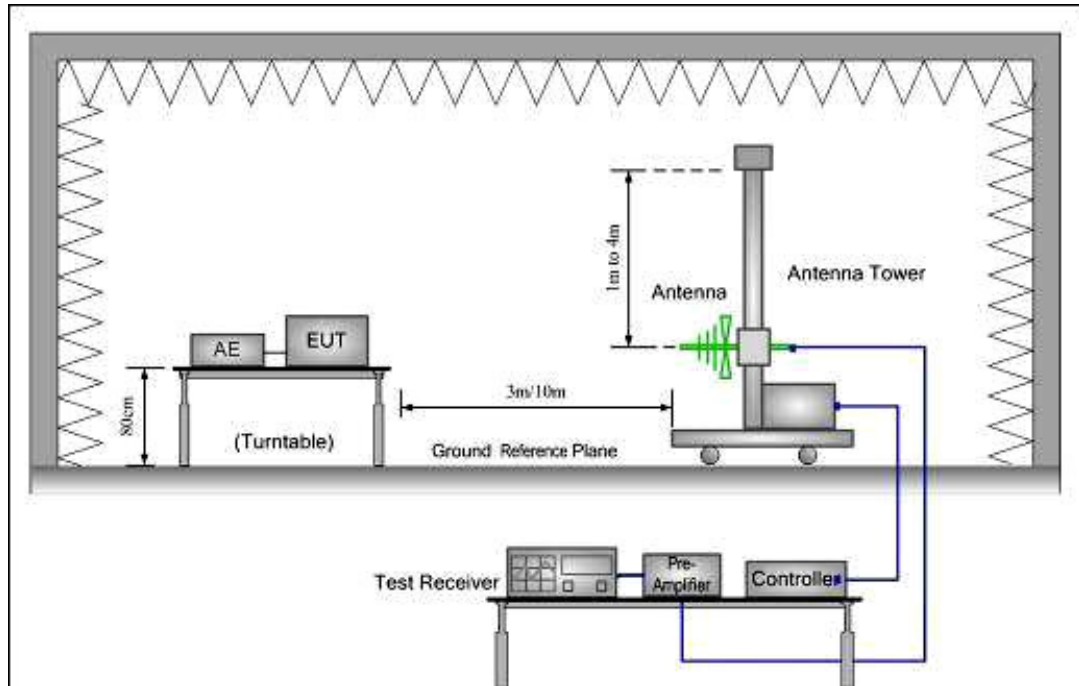 1m to 4m
Antenna Tower
Antenna
AE
EUT
80cm
3m/10m
(Turntable)
Ground Reference Plane
Test Receiver
Pre-
Amplifier
Controller